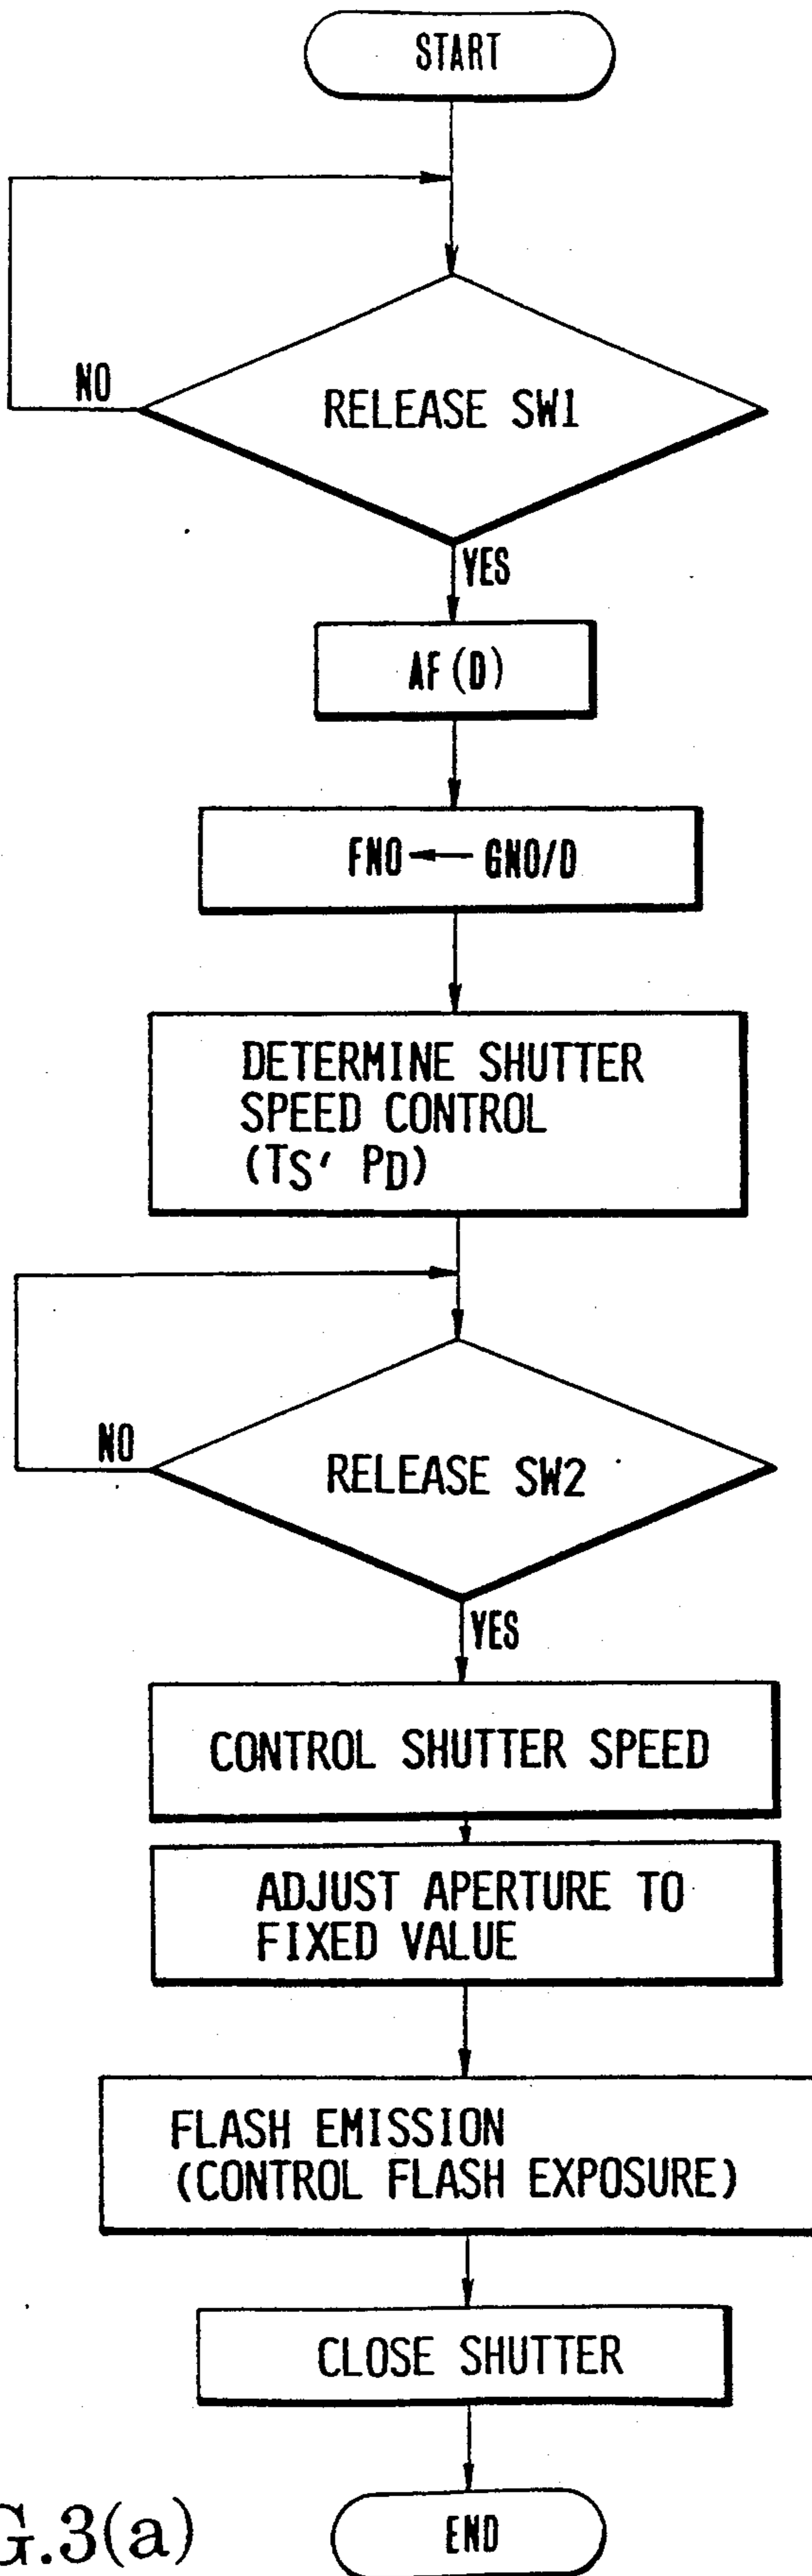 START
NO
RELEASE SW1
YES
AF(D)
FNO ← GNO/D
DETERMINE SHUTTER
SPEED CONTROL
(TS, PD)
NO
RELEASE SW2
YES
CONTROL SHUTTER SPEED
ADJUST APERTURE TO
FIXED VALUE
FLASH EMISSION
(CONTROL FLASH EXPOSURE)
CLOSE SHUTTER
END
G.3(a)